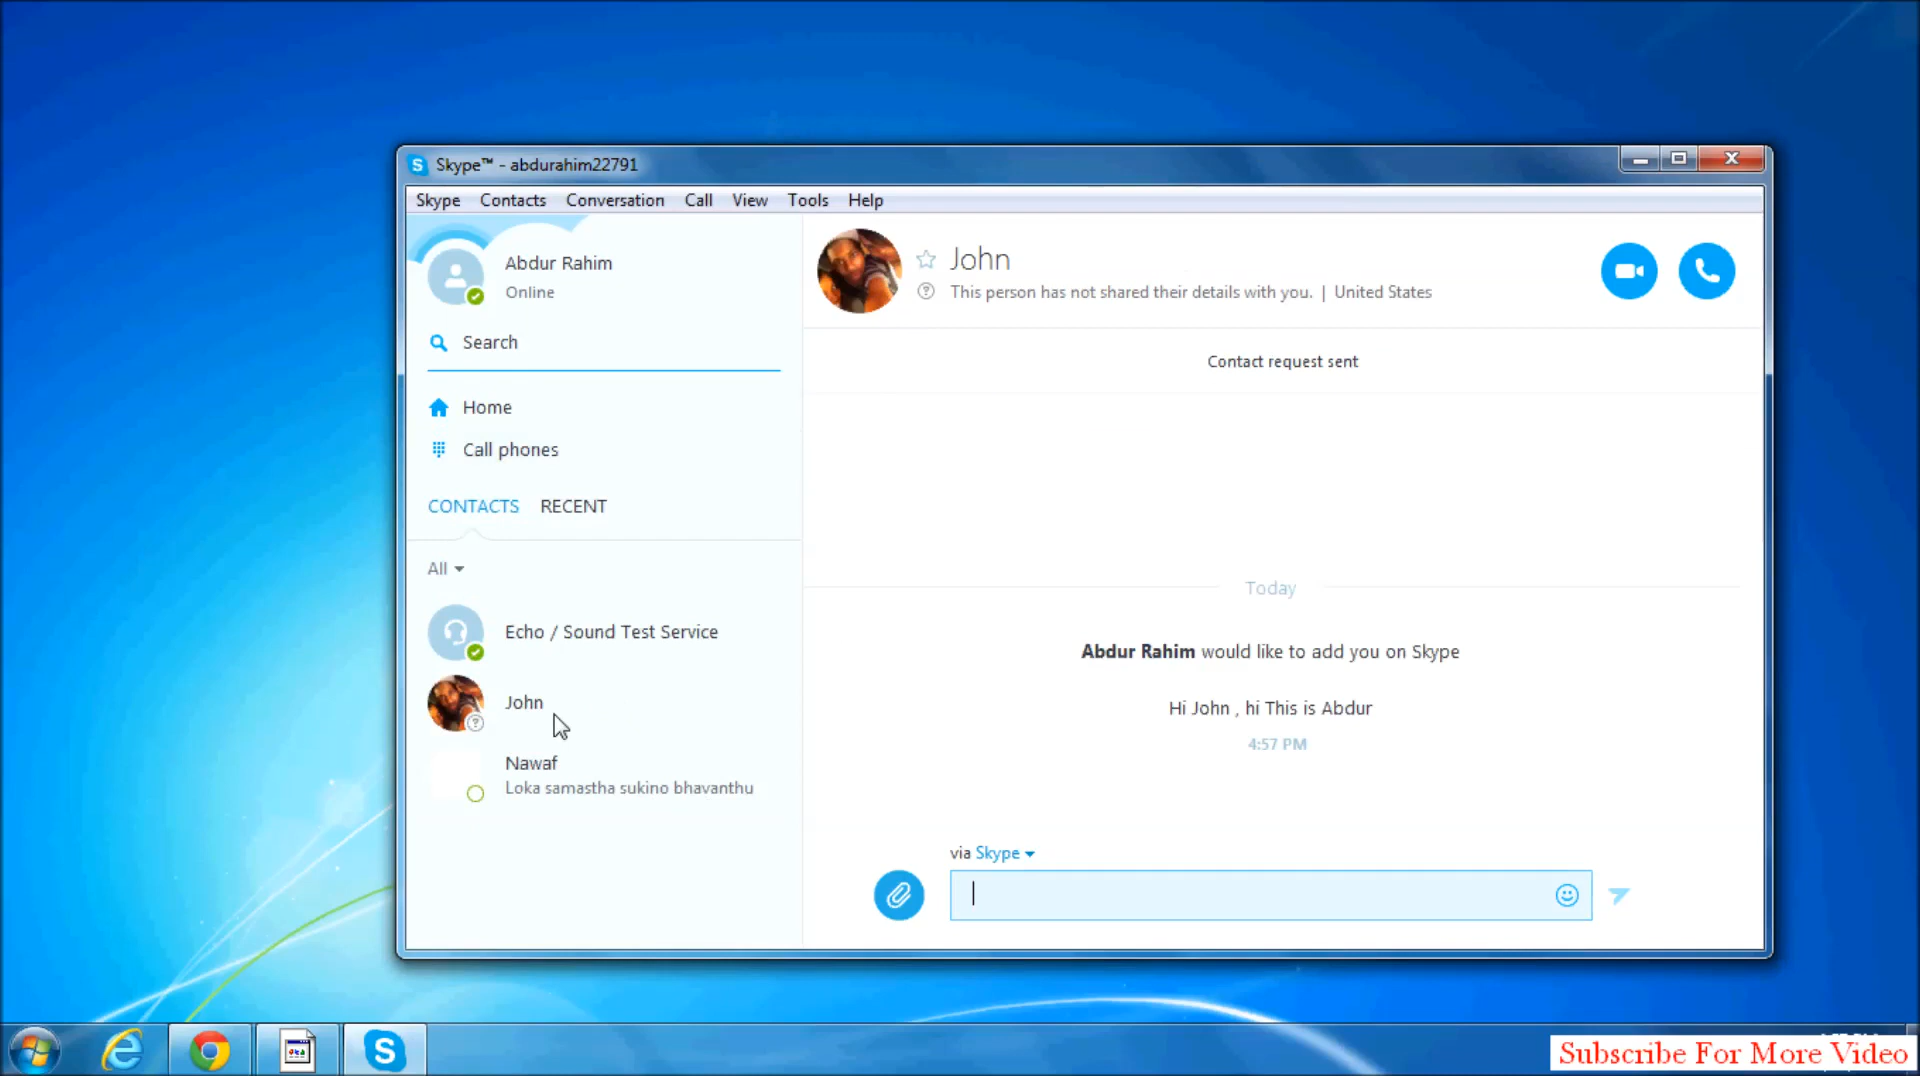 Skype™ - abdurahim22791
Skype Contacts Conversation Call View Tools Help
Abdur Rahim
Online
Search
Home
Call phones
CONTACTS RECENT
All
Echo / Sound Test Service
John
Nawaf
Loka samastha sukino bhavanthu
John
This person has not shared their details with you. | United States
Contact request sent
Today
Abdur Rahim would like to add you on Skype
Hi John , hi This is Abdur
4:57 PM
via Skype
Subscribe For More Video